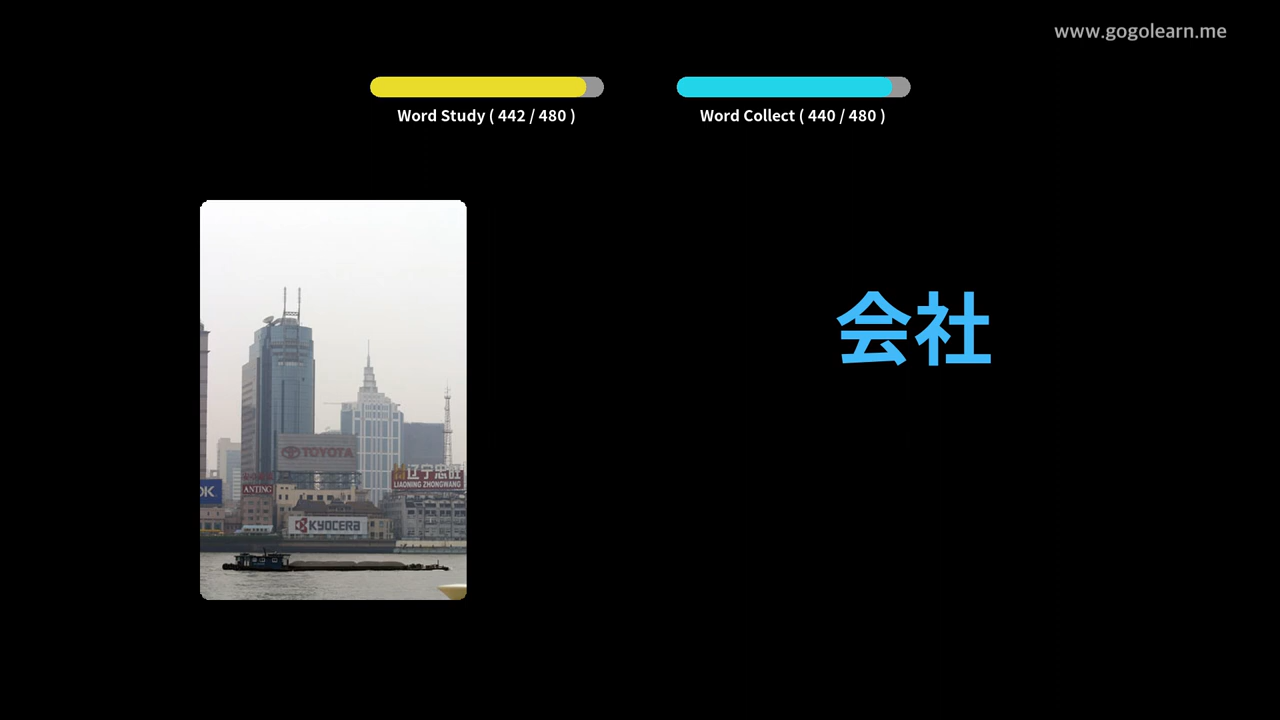 www.gogolearn.me
Word Study ( 442 / 480 )
Word Collect ( 440 / 480 )
会社
TOYOTA
辽宁忠旺
LIAONING ZHONGWANG
OK
ANTING
KYOCERA